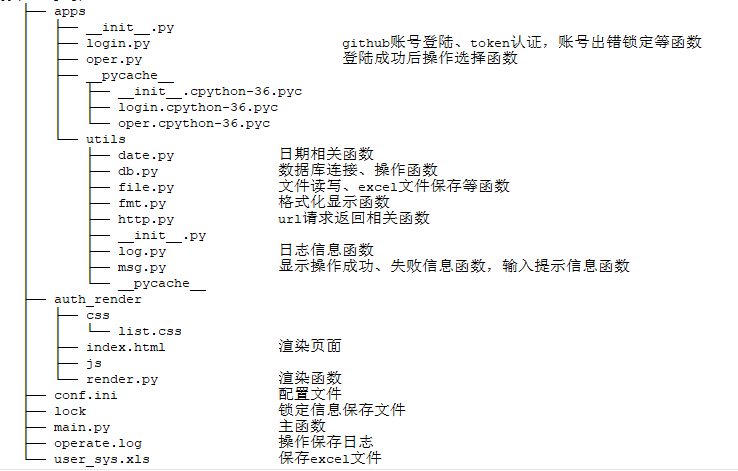 ├── apps
│   ├── __init__.py
│   ├── login.py    github账号登陆、token认证，账号出错锁定等函数
│   ├── oper.py    登陆成功后操作选择函数
│   ├── __pycache__
│   │   ├── __init__.cpython-36.pyc
│   │   ├── login.cpython-36.pyc
│   │   └── oper.cpython-36.pyc
│   └── utils
│       ├── date.py    日期相关函数
│       ├── db.py    数据库连接、操作函数
│       ├── file.py    文件读写、excel文件保存等函数
│       ├── fmt.py    格式化显示函数
│       ├── http.py    url请求返回相关函数
│       ├── __init__.py
│       ├── log.py    日志信息函数
│       ├── msg.py    显示操作成功、失败信息函数，输入提示信息函数
│       └── __pycache__
├── auth_render
│   ├── css
│   │   └── list.css
│   ├── index.html    渲染页面
│   ├── js
│   └── render.py    渲染函数
├── conf.ini    配置文件
├── lock    锁定信息保存文件
├── main.py    主函数
├── operate.log    操作保存日志
└── user_sys.xls    保存excel文件